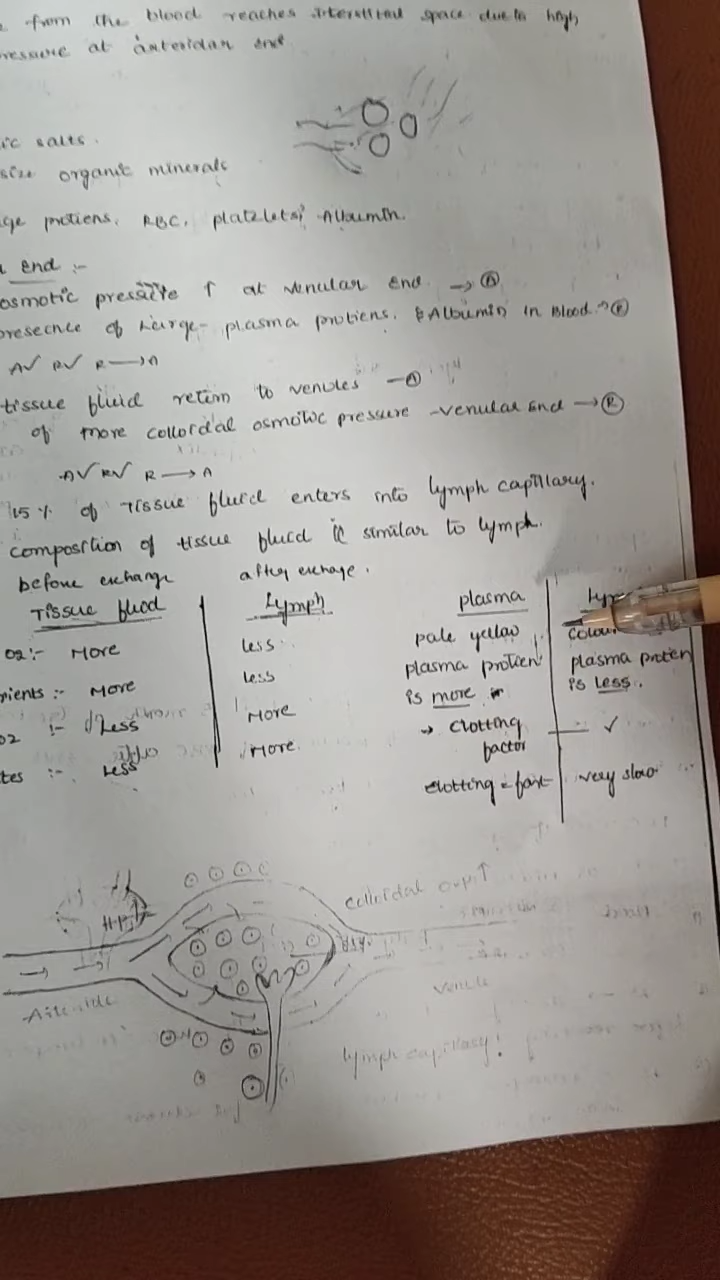 from the blood reaches interstitial space due to high
pressure at arteriolar end
ic salts.
size organic minerals
ge protiens, RBC, platelets, Albumin.
end :-
osmotic pressure ↑ at venular end. → Ⓐ
presecne of Large- plasma protiens. & Albumin in Blood → Ⓡ
A✓ R✓ R ⟶ A
tissue fluid return to venules - Ⓐ
of more colloidal osmotic pressure -venular end → Ⓡ
A✓ R✓ R ⟶ A
15 % of Tissue fluid enters into lymph capillary.
composition of tissue fluid is similar to lymph.
before exchange after exchage.
Tissue fluid Lymph
O2 :- More less
ients :- More less
O2 :- Less More
tes :- Less More
plasma
pale yellow
plasma protien plasma protien
is more is less.
→ clotting factor — ✓
clotting = fast very slow
colloidal
venule
lymph capillary